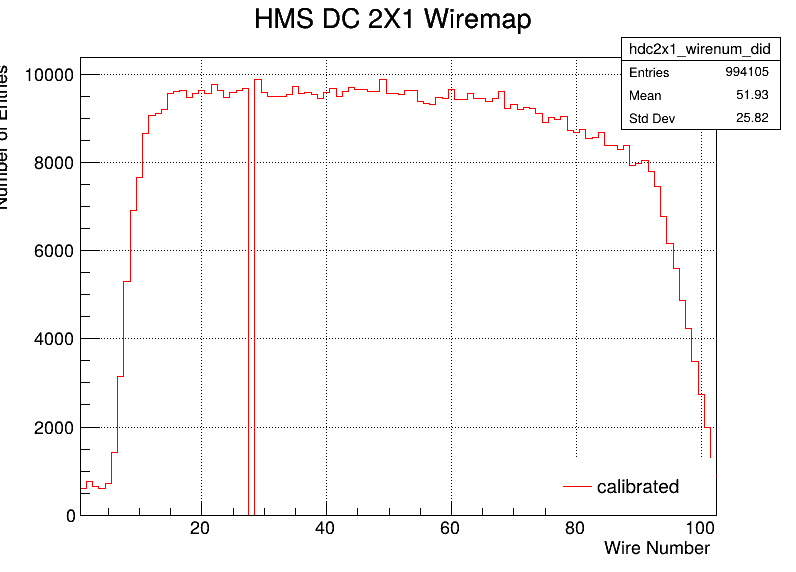 HMS DC 2X1 Wiremap
hdc2x1_wirenum_did
Entries 994105
Mean 51.93
Std Dev 25.82
Number of Entries
10000
8000
6000
4000
2000
0
20 40 60 80 100
Wire Number
calibrated